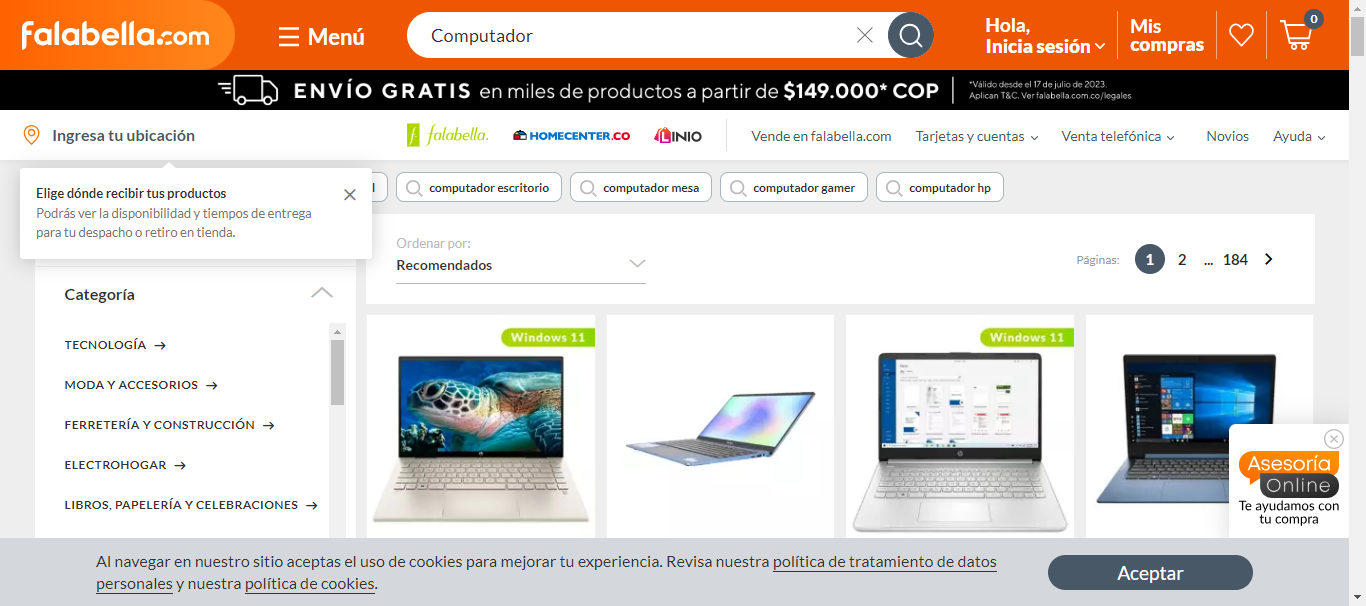 falabella.com
Menú
Computador
Hola,
Inicia sesión
Mis
compras
0
ENVÍO GRATIS en miles de productos a partir de $149.000* COP
*Válido desde el 17 de julio de 2023.
Aplican T&C. Ver falabella.com.co/legales
Ingresa tu ubicación
falabella.
HOMECENTER.CO
LINIO
Vende en falabella.com
Tarjetas y cuentas
Venta telefónica
Novios
Ayuda
Elige dónde recibir tus productos
Podrás ver la disponibilidad y tiempos de entrega
para tu despacho o retiro en tienda.
l
computador escritorio
computador mesa
computador gamer
computador hp
Ordenar por:
Recomendados
Páginas:
1
2
...
184
Categoría
TECNOLOGÍA
MODA Y ACCESORIOS
FERRETERÍA Y CONSTRUCCIÓN
ELECTROHOGAR
LIBROS, PAPELERÍA Y CELEBRACIONES
Windows 11
Windows 11
Asesoría
Online
Te ayudamos con
tu compra
Al navegar en nuestro sitio aceptas el uso de cookies para mejorar tu experiencia. Revisa nuestra política de tratamiento de datos
personales y nuestra política de cookies.
Aceptar